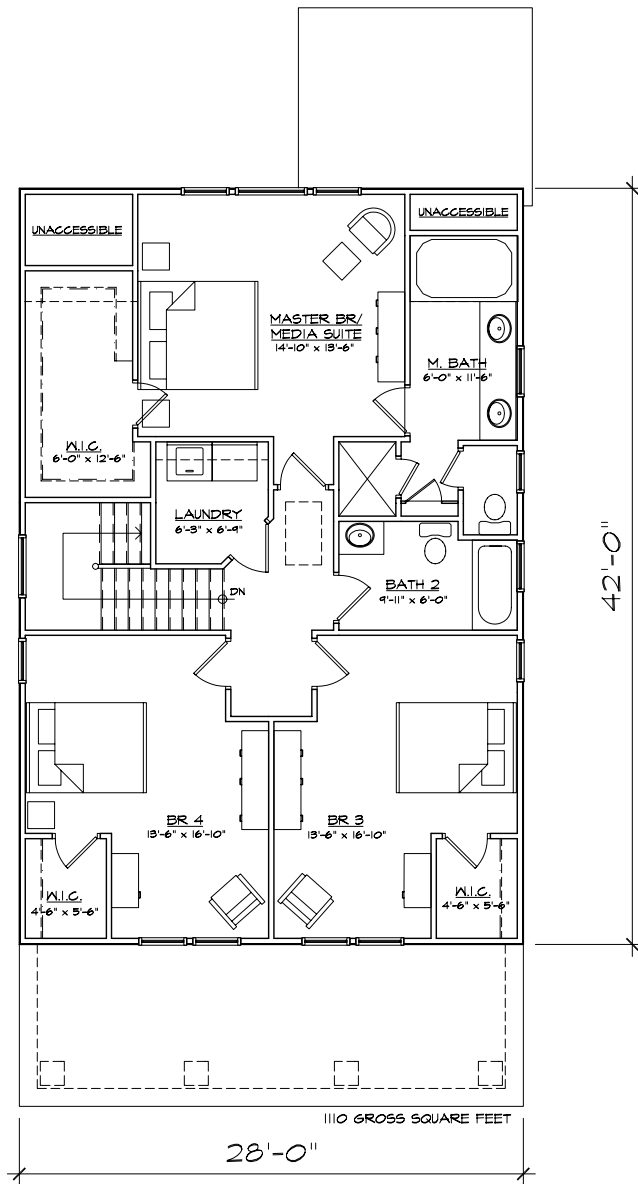 UNACCESSIBLE
UNACCESSIBLE
MASTER BR/
MEDIA SUITE
14'-10" x 13'-6"
M. BATH
6'-0" x 11'-6"
W.I.C.
6'-0" x 12'-6"
LAUNDRY
6'-3" x 6'-9"
BATH 2
9'-11" x 6'-0"
DN
42'-0"
BR 4
13'-6" x 16'-10"
BR 3
13'-6" x 16'-10"
W.I.C.
4'-6" x 5'-6"
W.I.C.
4'-6" x 5'-6"
1110 GROSS SQUARE FEET
28'-0"